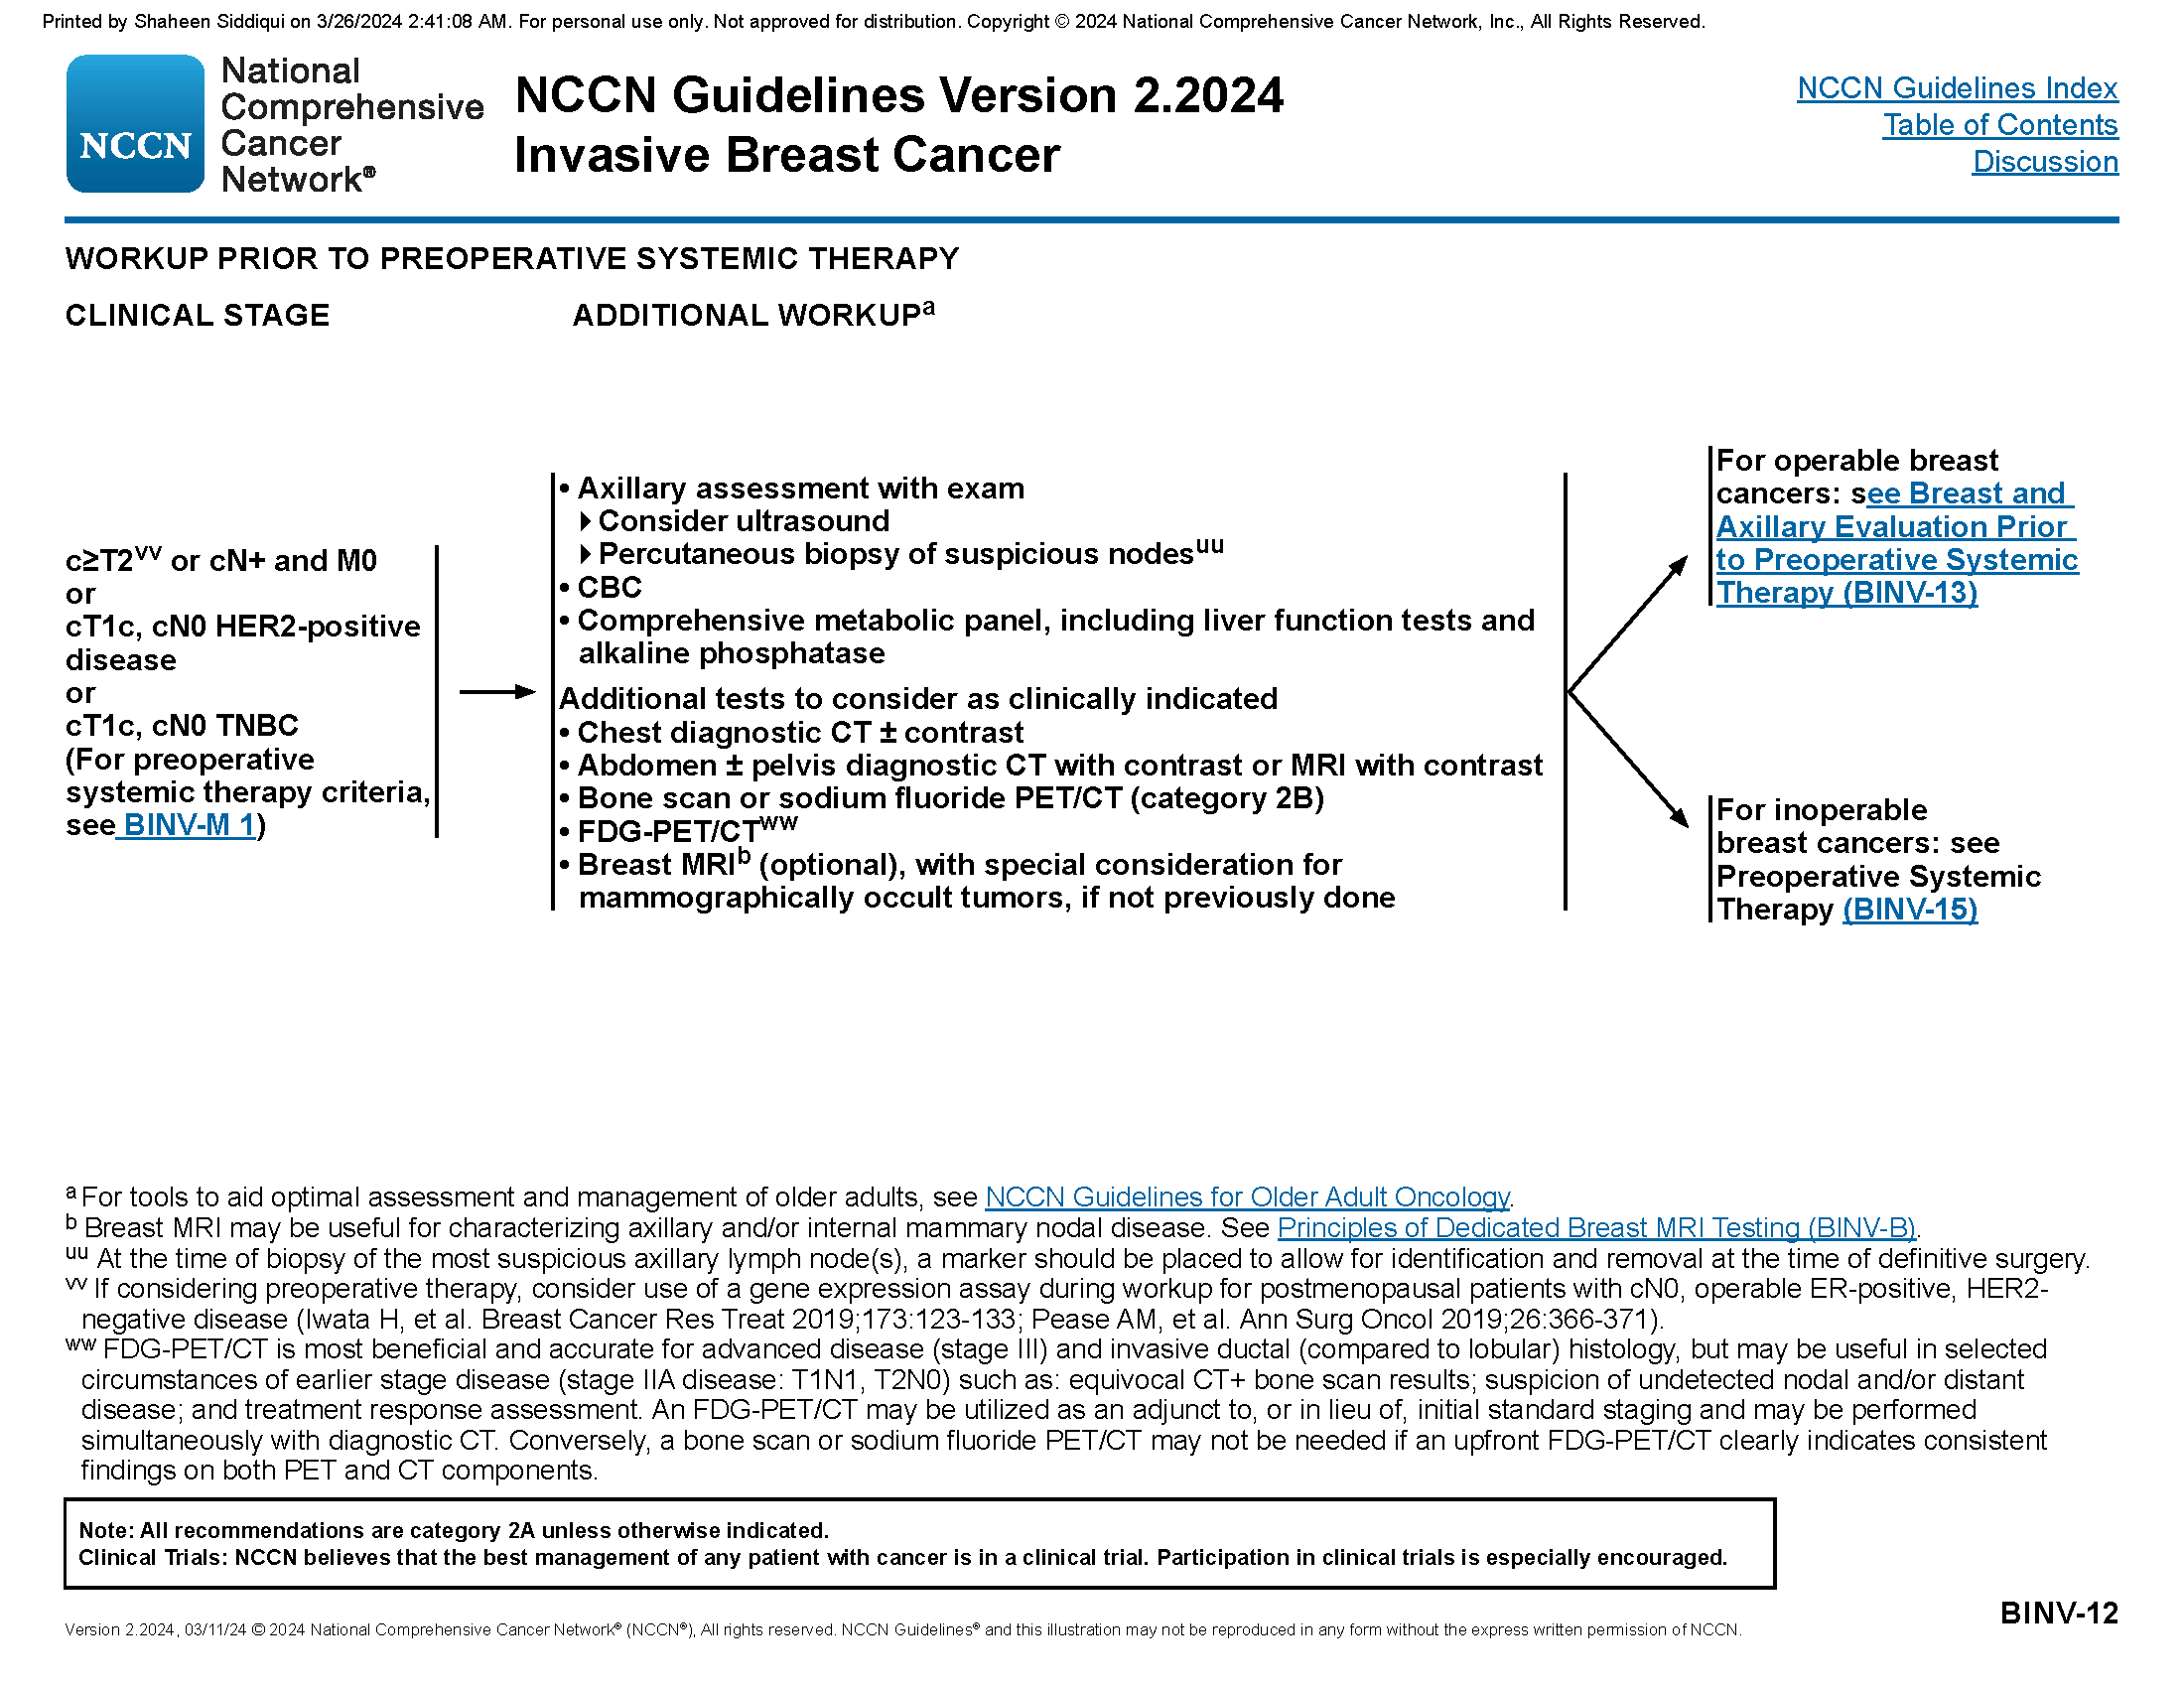 Printed by Shaheen Siddiqui on 3/26/2024 2:41:08 AM. For personal use only. Not approved for distribution. Copyright © 2024 National Comprehensive Cancer Network, Inc., All Rights Reserved.
NCCN
National
Comprehensive
Cancer
Network®
NCCN Guidelines Version 2.2024
Invasive Breast Cancer
NCCN Guidelines Index
Table of Contents
Discussion
WORKUP PRIOR TO PREOPERATIVE SYSTEMIC THERAPY
CLINICAL STAGE
c≥T2vv or cN+ and M0
or
cT1c, cN0 HER2-positive
disease
or
cT1c, cN0 TNBC
(For preoperative
systemic therapy criteria,
see BINV-M 1)
ADDITIONAL WORKUPa
• Axillary assessment with exam
Consider ultrasound
Percutaneous biopsy of suspicious nodesuu
• CBC
• Comprehensive metabolic panel, including liver function tests and
alkaline phosphatase
Additional tests to consider as clinically indicated
• Chest diagnostic CT ± contrast
• Abdomen ± pelvis diagnostic CT with contrast or MRI with contrast
• Bone scan or sodium fluoride PET/CT (category 2B)
• FDG-PET/CTww
• Breast MRIb (optional), with special consideration for
mammographically occult tumors, if not previously done
For operable breast
cancers: see Breast and
Axillary Evaluation Prior
to Preoperative Systemic
Therapy (BINV-13)
For inoperable
breast cancers: see
Preoperative Systemic
Therapy (BINV-15)
a For tools to aid optimal assessment and management of older adults, see NCCN Guidelines for Older Adult Oncology.
b Breast MRI may be useful for characterizing axillary and/or internal mammary nodal disease. See Principles of Dedicated Breast MRI Testing (BINV-B).
uu At the time of biopsy of the most suspicious axillary lymph node(s), a marker should be placed to allow for identification and removal at the time of definitive surgery.
vv If considering preoperative therapy, consider use of a gene expression assay during workup for postmenopausal patients with cN0, operable ER-positive, HER2-
negative disease (Iwata H, et al. Breast Cancer Res Treat 2019;173:123-133; Pease AM, et al. Ann Surg Oncol 2019;26:366-371).
ww FDG-PET/CT is most beneficial and accurate for advanced disease (stage III) and invasive ductal (compared to lobular) histology, but may be useful in selected
circumstances of earlier stage disease (stage IIA disease: T1N1, T2N0) such as: equivocal CT+ bone scan results; suspicion of undetected nodal and/or distant
disease; and treatment response assessment. An FDG-PET/CT may be utilized as an adjunct to, or in lieu of, initial standard staging and may be performed
simultaneously with diagnostic CT. Conversely, a bone scan or sodium fluoride PET/CT may not be needed if an upfront FDG-PET/CT clearly indicates consistent
findings on both PET and CT components.
Note: All recommendations are category 2A unless otherwise indicated.
Clinical Trials: NCCN believes that the best management of any patient with cancer is in a clinical trial. Participation in clinical trials is especially encouraged.
BINV-12
Version 2.2024, 03/11/24 © 2024 National Comprehensive Cancer Network® (NCCN®), All rights reserved. NCCN Guidelines® and this illustration may not be reproduced in any form without the express written permission of NCCN.